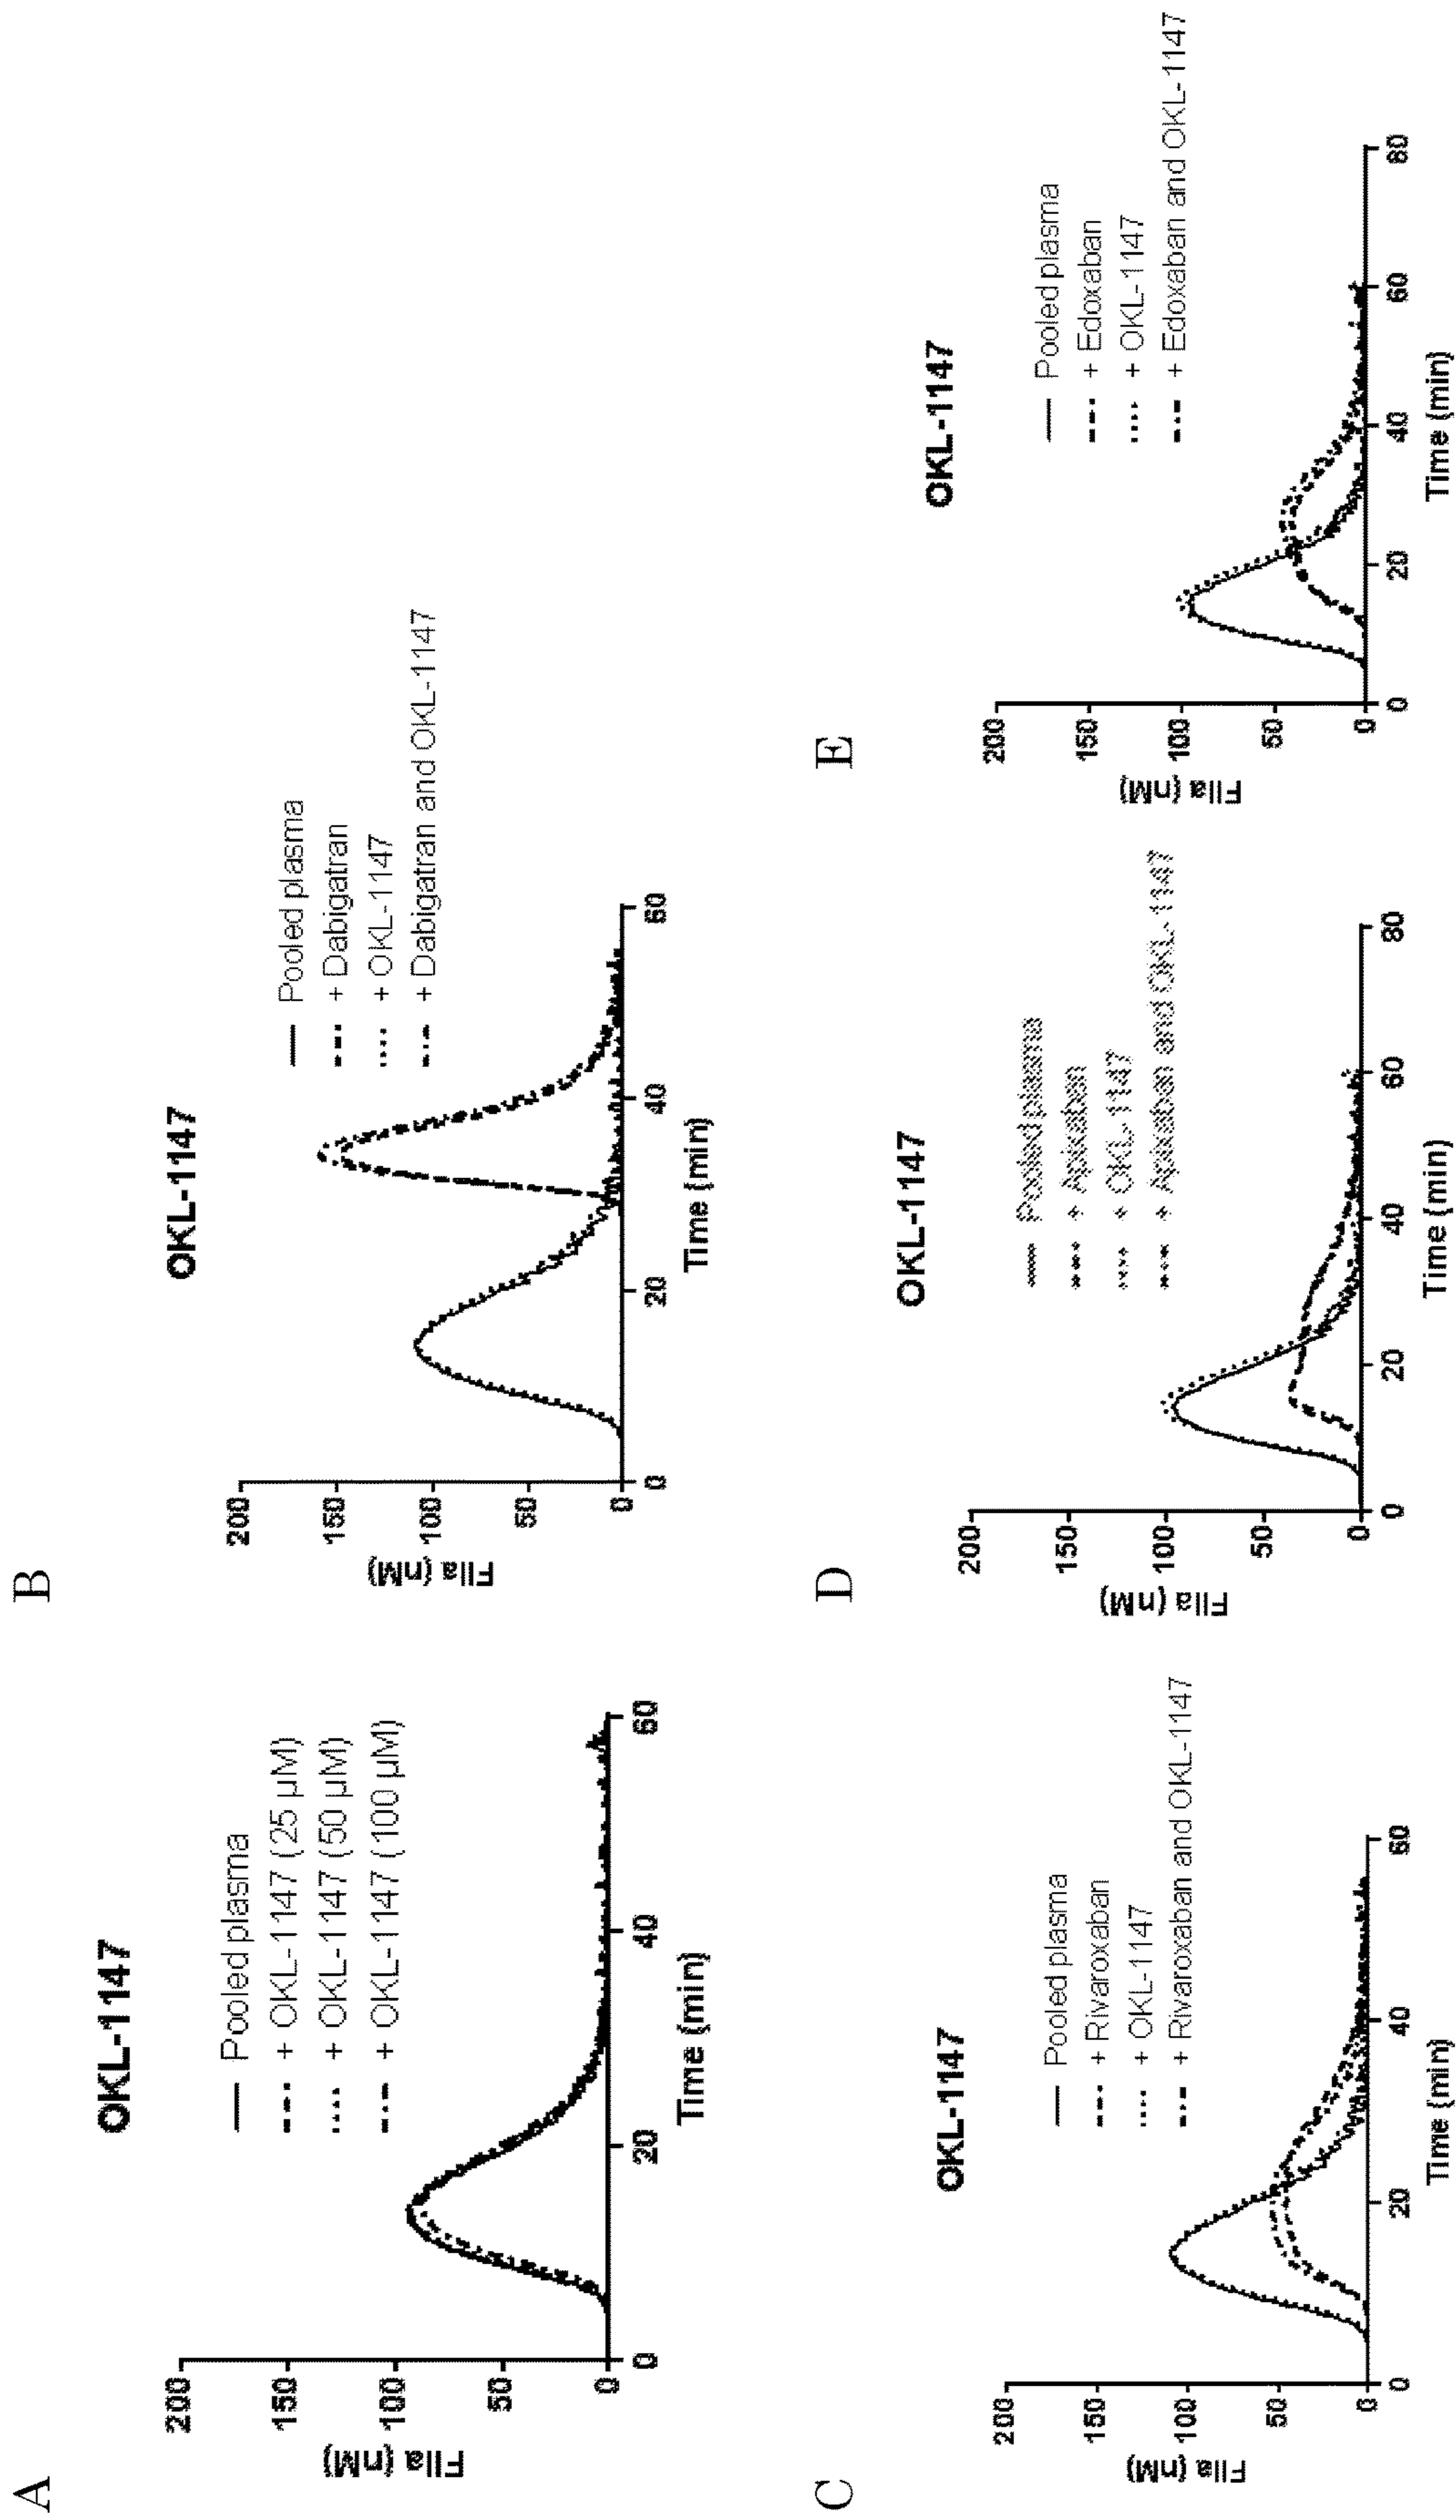 A
OKL-1147
Pooled plasma
+ OKL-1147 (25 µM)
+ OKL-1147 (50 µM)
+ OKL-1147 (100 µM)
FIIa (nM)
200
150
100
50
0
0
20
40
60
Time (min)
B
OKL-1147
Pooled plasma
+ Dabigatran
+ OKL-1147
+ Dabigatran and OKL-1147
FIIa (nM)
200
150
100
50
0
0
20
40
60
Time (min)
C
OKL-1147
Pooled plasma
+ Rivaroxaban
+ OKL-1147
+ Rivaroxaban and OKL-1147
FIIa (nM)
200
150
100
50
0
0
20
40
60
Time (min)
D
OKL-1147
Pooled plasma
+ Apixaban
+ OKL-1147
+ Apixaban and OKL-1147
FIIa (nM)
200
150
100
50
0
0
20
40
60
80
Time (min)
E
OKL-1147
Pooled plasma
+ Edoxaban
+ OKL-1147
+ Edoxaban and OKL-1147
FIIa (nM)
200
150
100
50
0
0
20
40
60
80
Time (min)